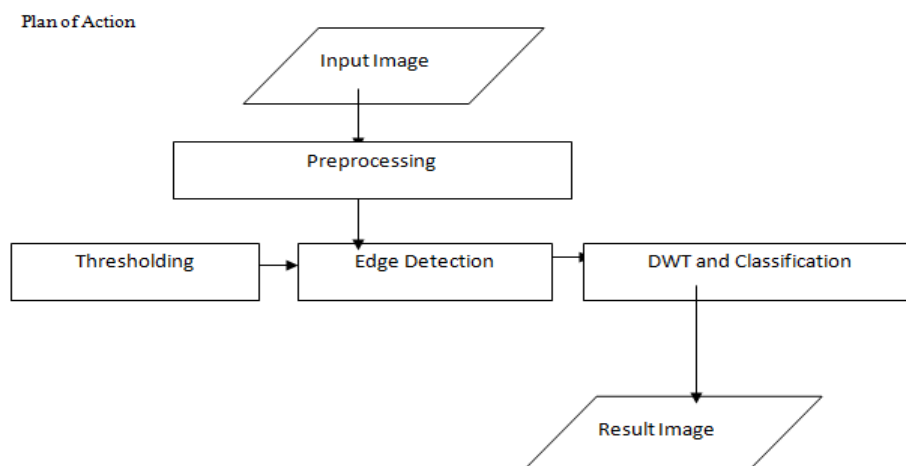 Plan of Action
Input Image
Preprocessing
Thresholding
Edge Detection
DWT and Classification
Result Image